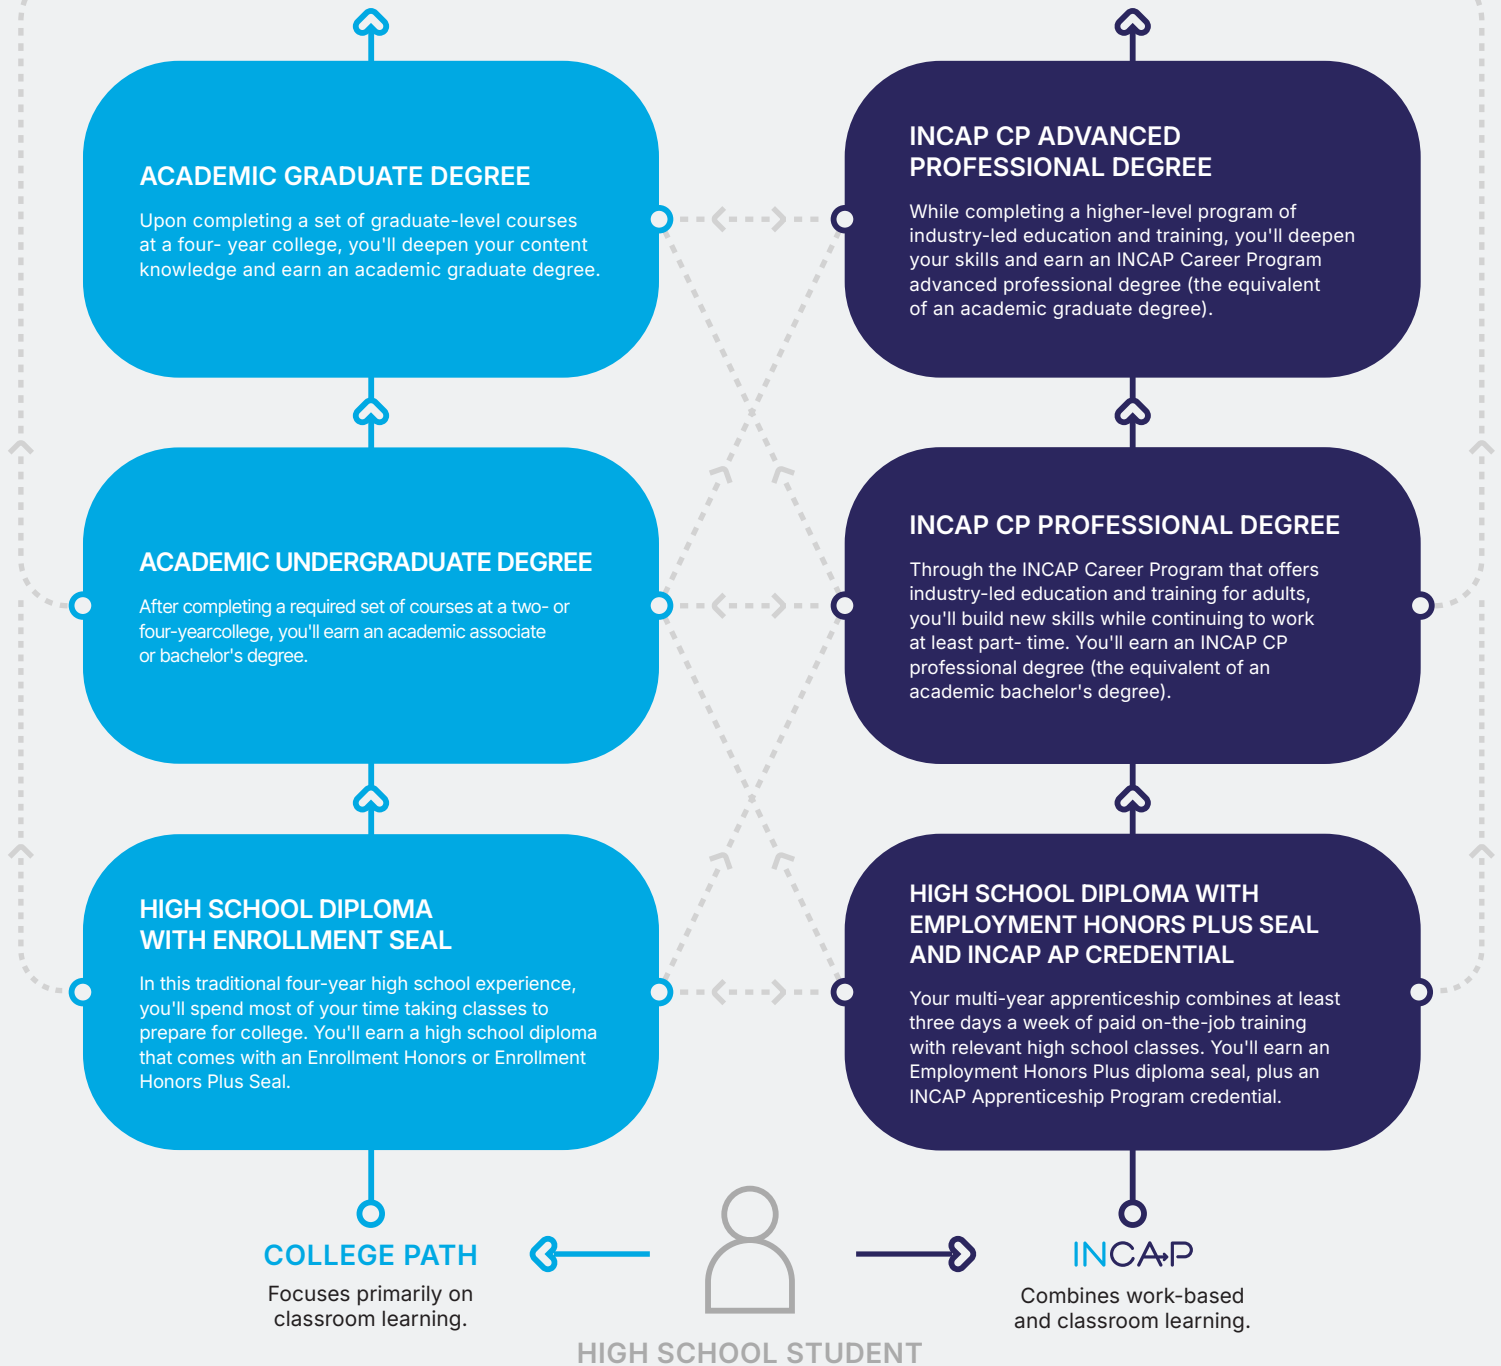 ACADEMIC GRADUATE DEGREE
Upon completing a set of graduate-level courses
at a four- year college, you'll deepen your content
knowledge and earn an academic graduate degree.
INCAP CP ADVANCED
PROFESSIONAL DEGREE
While completing a higher-level program of
industry-led education and training, you'll deepen
your skills and earn an INCAP Career Program
advanced professional degree (the equivalent
of an academic graduate degree).
ACADEMIC UNDERGRADUATE DEGREE
After completing a required set of courses at a two- or
four-yearcollege, you'll earn an academic associate
or bachelor's degree.
INCAP CP PROFESSIONAL DEGREE
Through the INCAP Career Program that offers
industry-led education and training for adults,
you'll build new skills while continuing to work
at least part- time. You'll earn an INCAP CP
professional degree (the equivalent of an
academic bachelor's degree).
HIGH SCHOOL DIPLOMA
WITH ENROLLMENT SEAL
In this traditional four-year high school experience,
you'll spend most of your time taking classes to
prepare for college. You'll earn a high school diploma
that comes with an Enrollment Honors or Enrollment
Honors Plus Seal.
HIGH SCHOOL DIPLOMA WITH
EMPLOYMENT HONORS PLUS SEAL
AND INCAP AP CREDENTIAL
Your multi-year apprenticeship combines at least
three days a week of paid on-the-job training
with relevant high school classes. You'll earn an
Employment Honors Plus diploma seal, plus an
INCAP Apprenticeship Program credential.
COLLEGE PATH
Focuses primarily on
classroom learning.
INCAP
Combines work-based
and classroom learning.
HIGH SCHOOL STUDENT